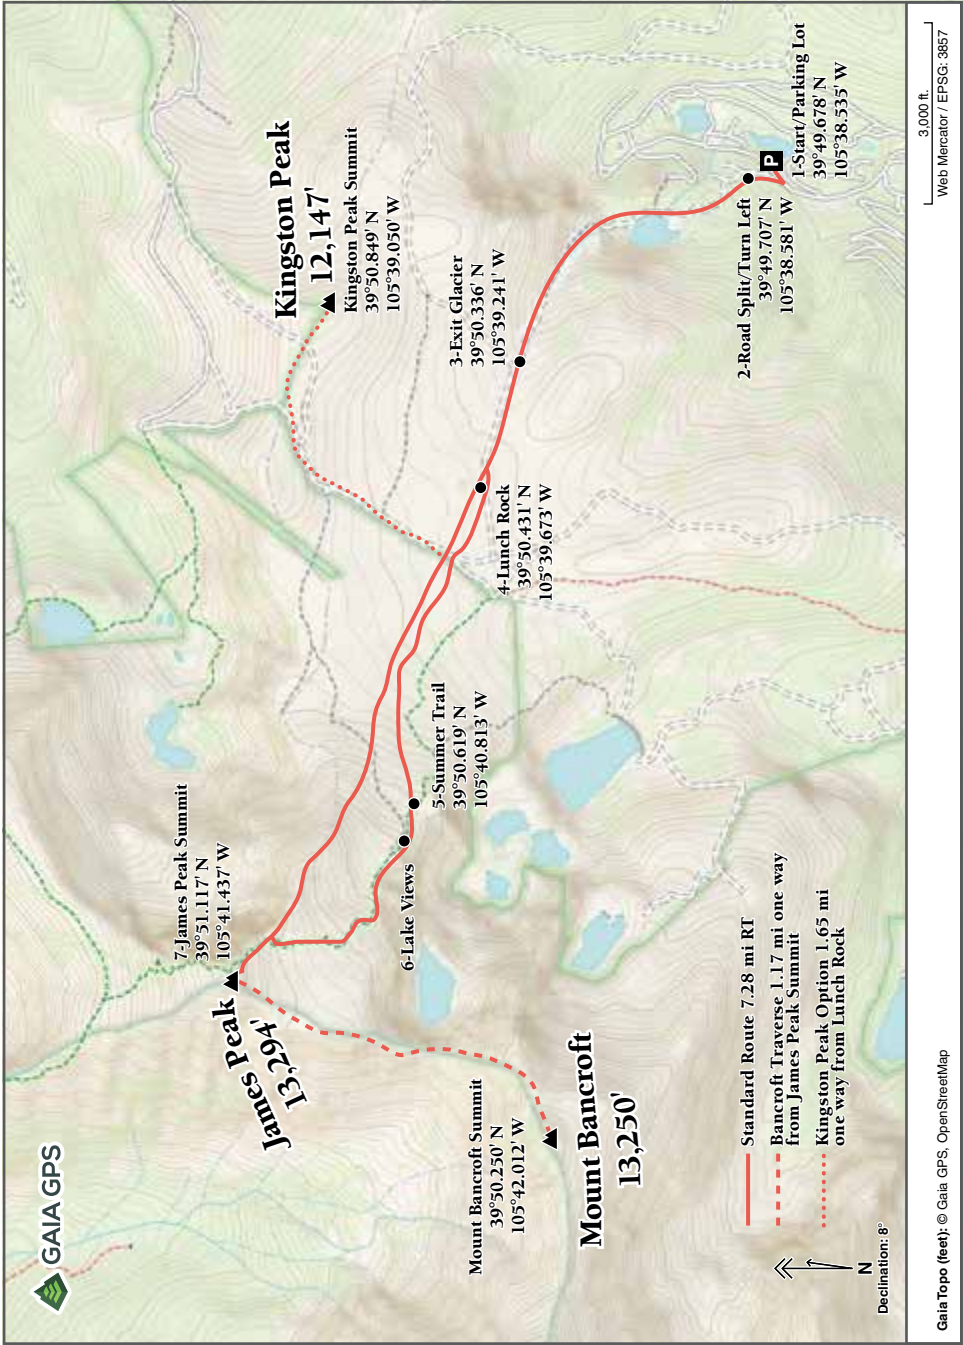 GAIA GPS
James Peak
13,294'
7-James Peak Summit
39°51.117' N
105°41.437' W
Kingston Peak
12,147'
Kingston Peak Summit
39°50.849' N
105°39.050' W
3-Exit Glacier
39°50.336' N
105°39.241' W
4-Lunch Rock
39°50.431' N
105°39.673' W
5-Summer Trail
39°50.619' N
105°40.813' W
6-Lake Views
Mount Bancroft Summit
39°50.250' N
105°42.012' W
Mount Bancroft
13,250'
P
1-Start/Parking Lot
39°49.678' N
105°38.535' W
2-Road Split/Turn Left
39°49.707' N
105°38.581' W
Standard Route 7.28 mi RT
Bancroft Traverse 1.17 mi one way
from James Peak Summit
Kingston Peak Option 1.65 mi
one way from Lunch Rock
N
Declination: 8°
Gaia Topo (feet): © Gaia GPS, OpenStreetMap
3,000 ft.
Web Mercator / EPSG: 3857